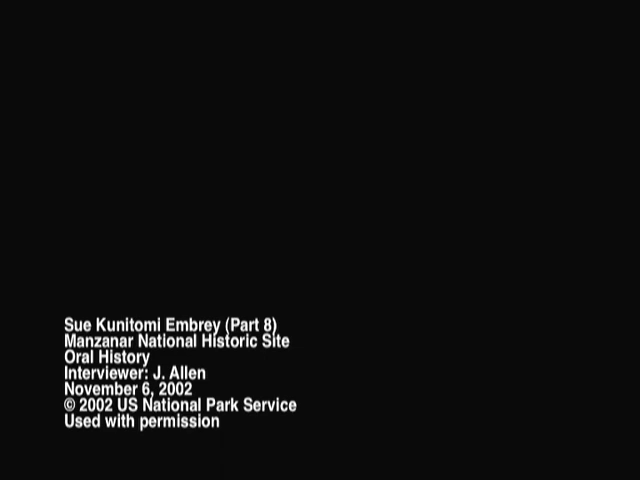 Sue Kunitomi Embrey (Part 8)
Manzanar National Historic Site
Oral History
Interviewer: J. Allen
November 6, 2002
© 2002 US National Park Service
Used with permission